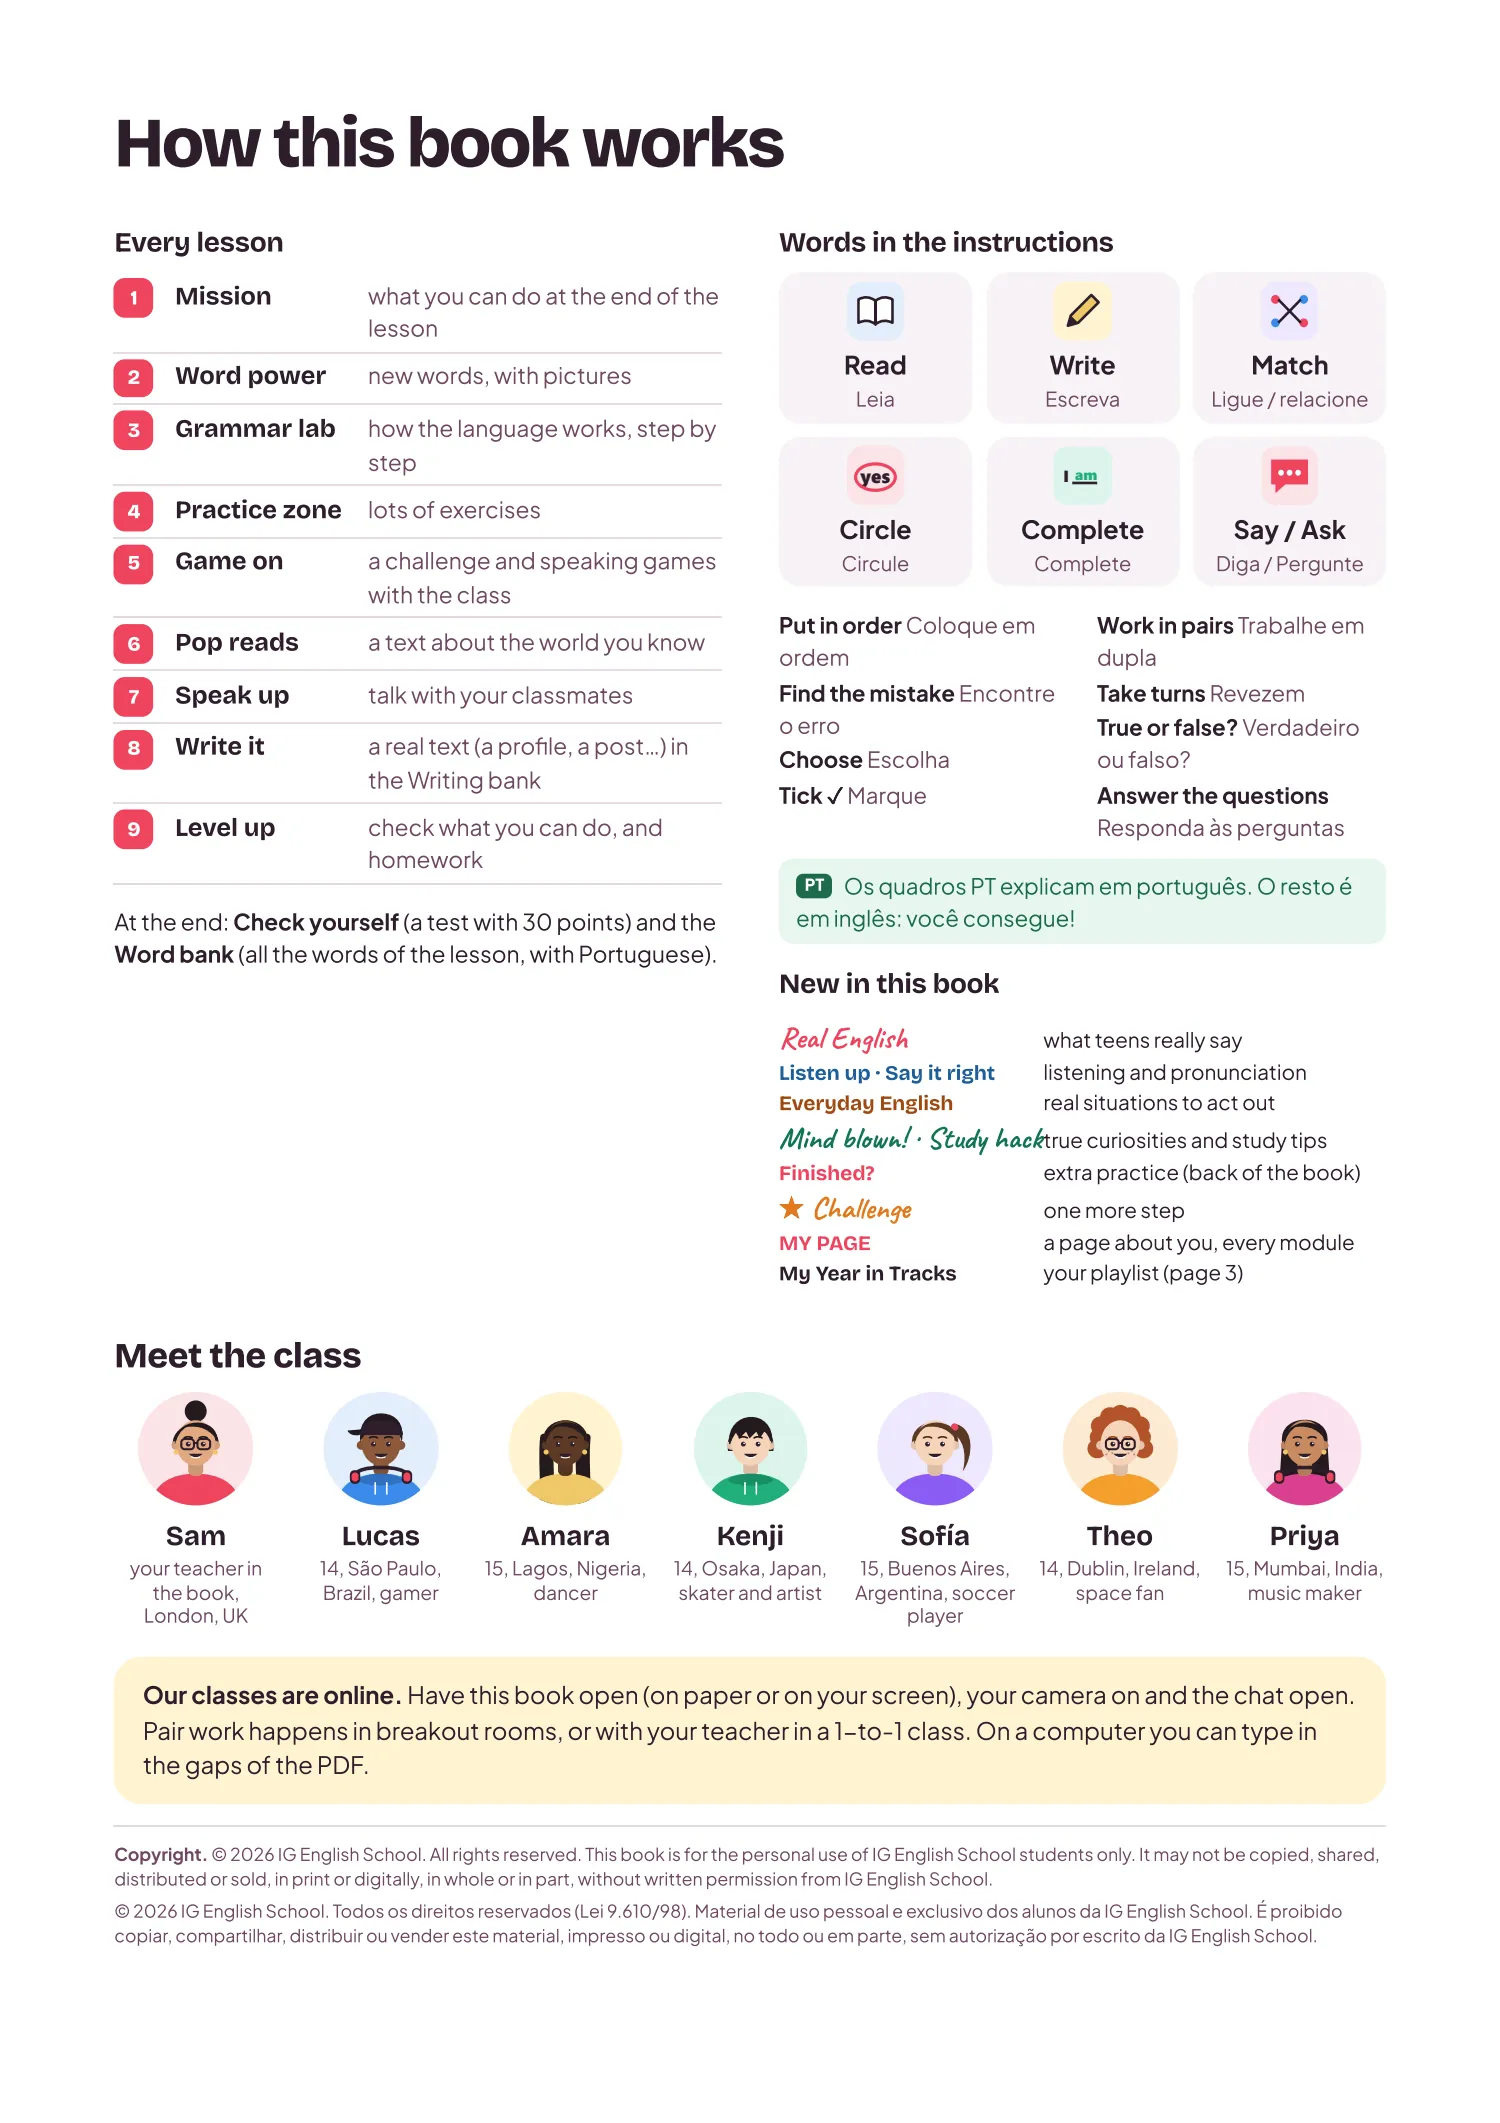 How this book works
Every lesson
1 Mission what you can do at the end of the
lesson
2 Word power new words, with pictures
3 Grammar lab how the language works, step by
step
4 Practice zone lots of exercises
5 Game on a challenge and speaking games
with the class
6 Pop reads a text about the world you know
7 Speak up talk with your classmates
8 Write it a real text (a profile, a post...) in
the Writing bank
9 Level up check what you can do, and
homework
At the end: Check yourself (a test with 30 points) and the
Word bank (all the words of the lesson, with Portuguese).
Words in the instructions
Read
Leia
Write
Escreva
Match
Ligue / relacione
yes
Circle
Circule
I am
Complete
Complete
Say / Ask
Diga / Pergunte
Put in order Coloque em
ordem
Find the mistake Encontre
o erro
Choose Escolha
Tick ✓ Marque
Work in pairs Trabalhe em
dupla
Take turns Revezem
True or false? Verdadeiro
ou falso?
Answer the questions
Responda às perguntas
PT Os quadros PT explicam em português. O resto é
em inglês: você consegue!
New in this book
Real English what teens really say
Listen up · Say it right listening and pronunciation
Everyday English real situations to act out
Mind blown! · Study hack true curiosities and study tips
Finished? extra practice (back of the book)
★ Challenge one more step
MY PAGE a page about you, every module
My Year in Tracks your playlist (page 3)
Meet the class
Sam
your teacher in
the book,
London, UK
Lucas
14, São Paulo,
Brazil, gamer
Amara
15, Lagos, Nigeria,
dancer
Kenji
14, Osaka, Japan,
skater and artist
Sofía
15, Buenos Aires,
Argentina, soccer
player
Theo
14, Dublin, Ireland,
space fan
Priya
15, Mumbai, India,
music maker
Our classes are online. Have this book open (on paper or on your screen), your camera on and the chat open.
Pair work happens in breakout rooms, or with your teacher in a 1–to-1 class. On a computer you can type in
the gaps of the PDF.
Copyright. © 2026 IG English School. All rights reserved. This book is for the personal use of IG English School students only. It may not be copied, shared,
distributed or sold, in print or digitally, in whole or in part, without written permission from IG English School.
© 2026 IG English School. Todos os direitos reservados (Lei 9.610/98). Material de uso pessoal e exclusivo dos alunos da IG English School. É proibido
copiar, compartilhar, distribuir ou vender este material, impresso ou digital, no todo ou em parte, sem autorização por escrito da IG English School.